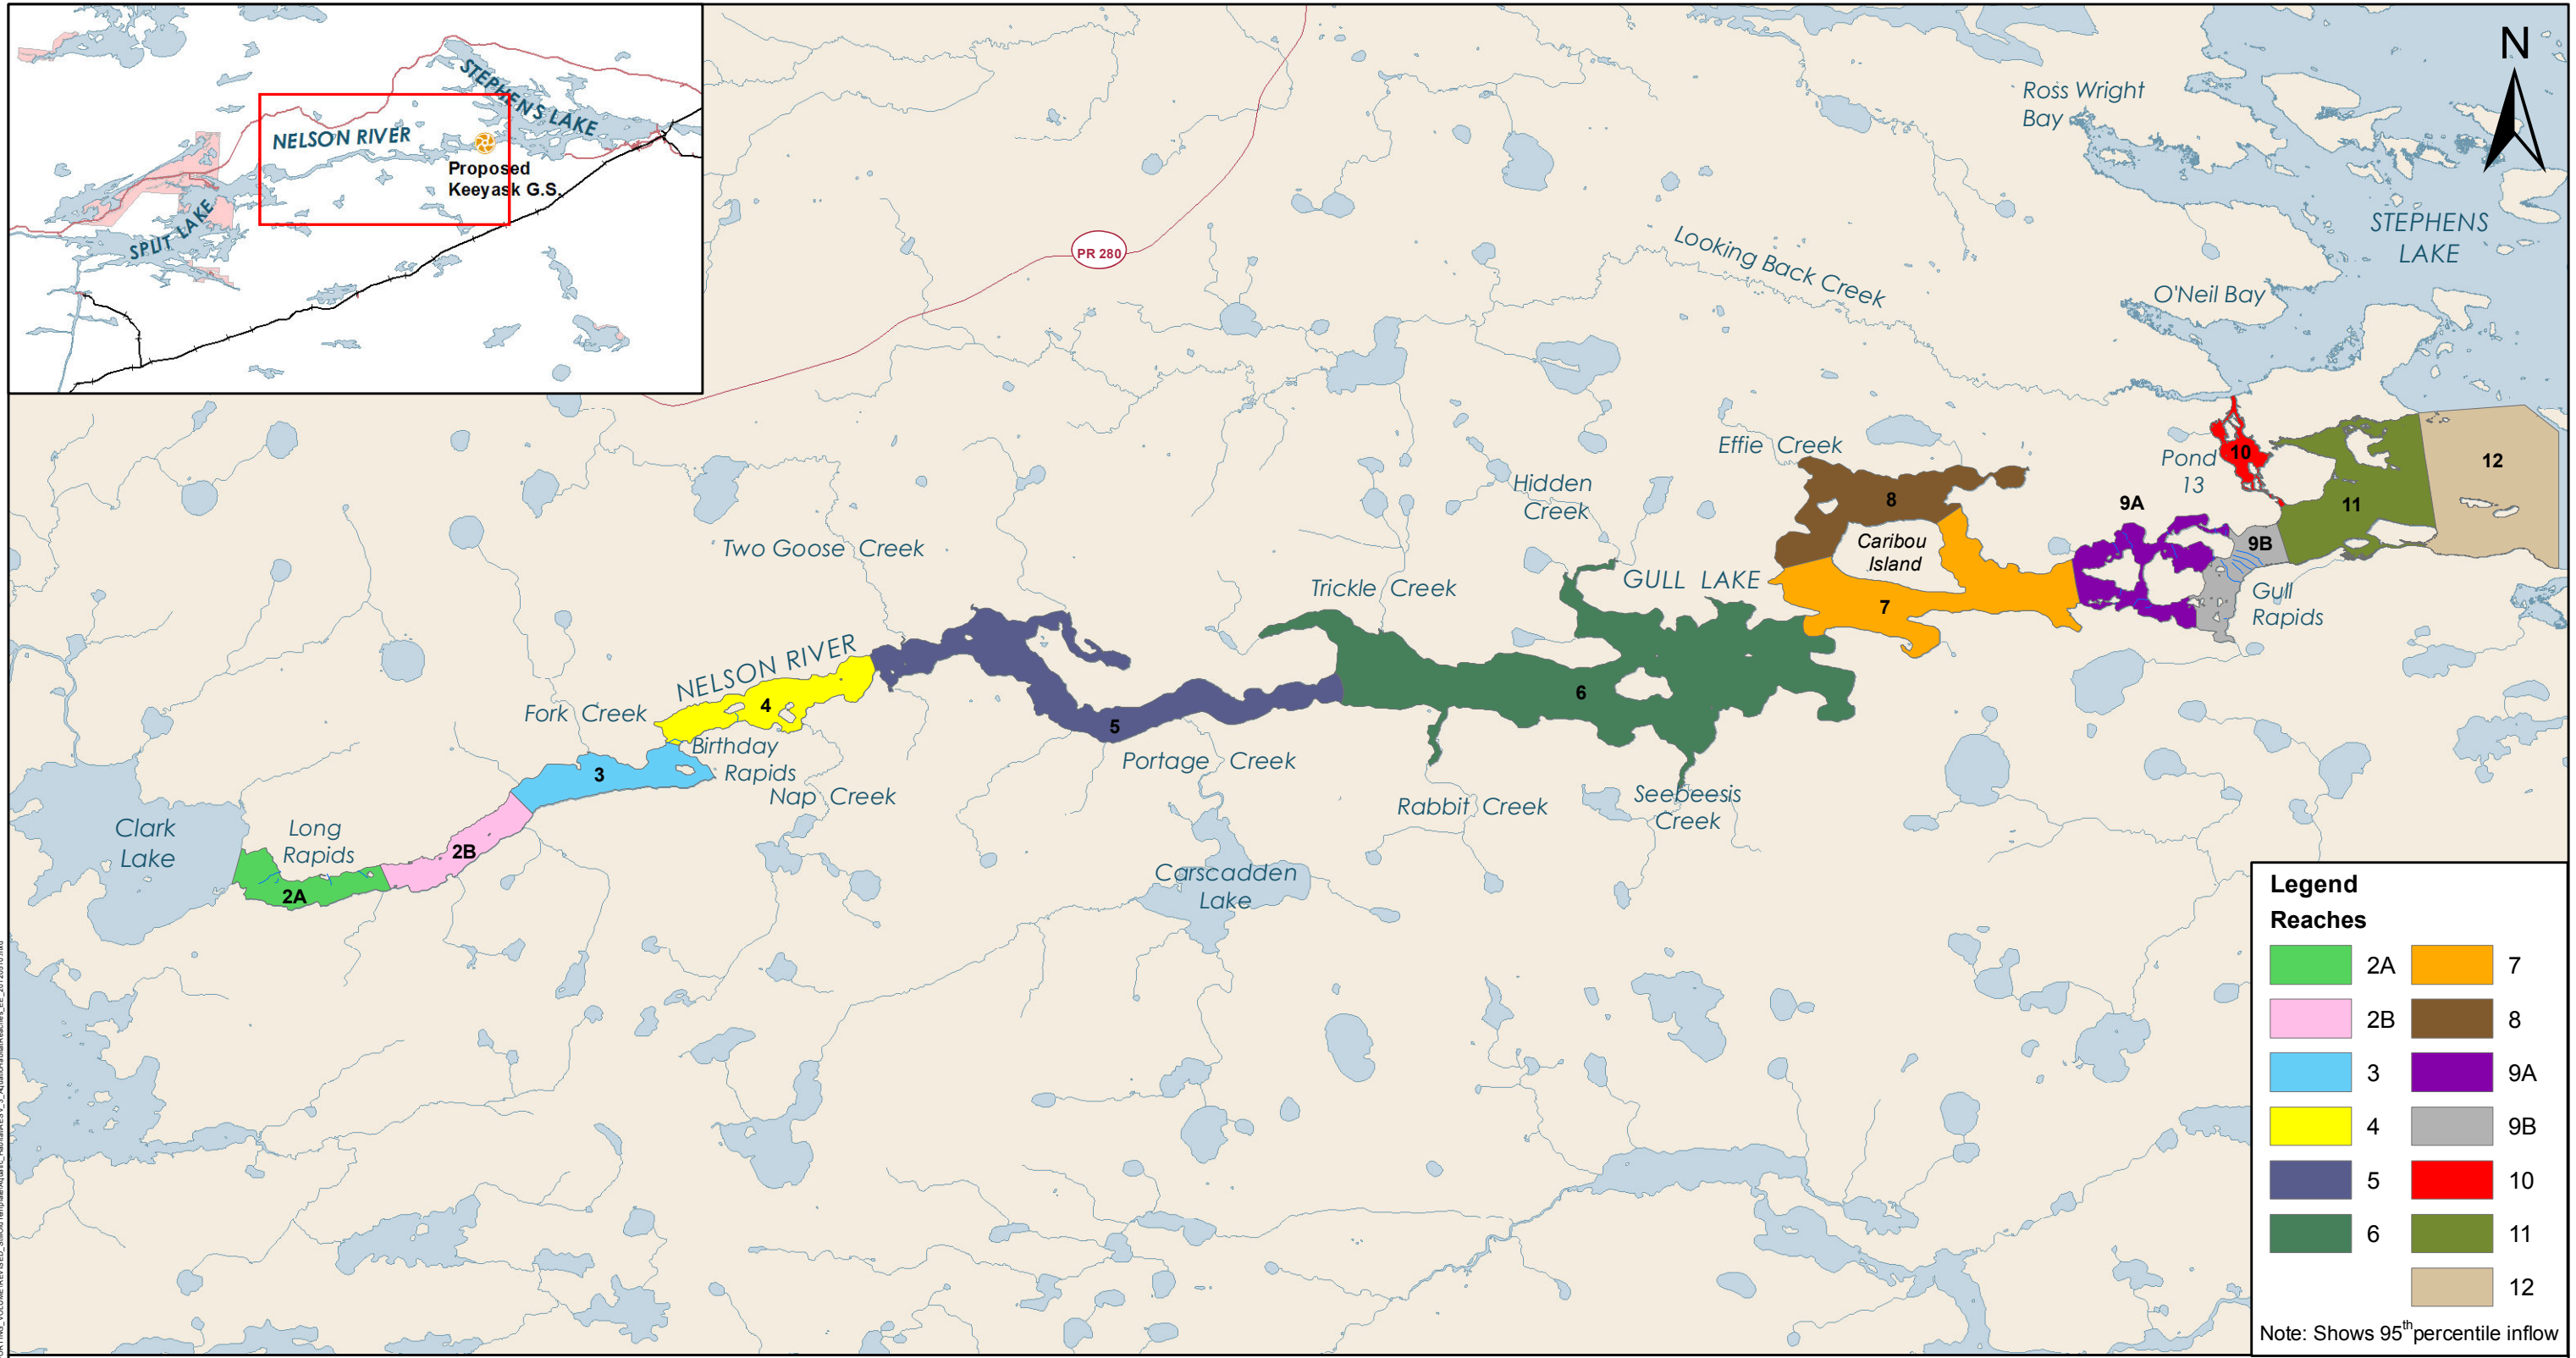 STEPHENS LAKE
NELSON RIVER
Proposed
Keeyask G.S.
SPLIT LAKE
PR 280
N
Ross Wright
Bay
STEPHENS
LAKE
Looking Back Creek
O'Neil Bay
Effie Creek
Pond
13
10
12
11
8
9A
Hidden
Creek
Caribou
Island
9B
Two Goose Creek
GULL LAKE
Trickle Creek
7
Gull
Rapids
NELSON RIVER
6
4
Fork Creek
5
Birthday
Rapids
3
Portage Creek
Nap Creek
Rabbit Creek
Seebeesis
Creek
Clark
Lake
Long
Rapids
2B
2A
Carscadden
Lake
Legend
Reaches
2A
7
2B
8
3
9A
4
9B
5
10
6
11
12
Note: Shows 95th percentile inflow